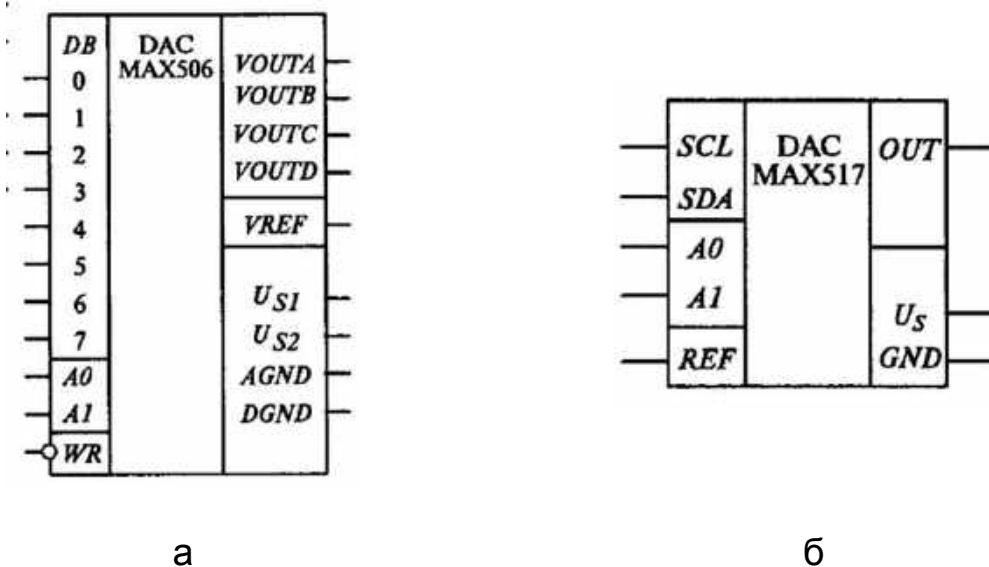 DB
0
1
2
3
4
5
6
7
A0
A1
WR
DAC
MAX506
VOUTA
VOUTB
VOUTC
VOUTD
VREF
US1
US2
AGND
DGND
а
SCL
SDA
A0
A1
REF
DAC
MAX517
OUT
US
GND
б